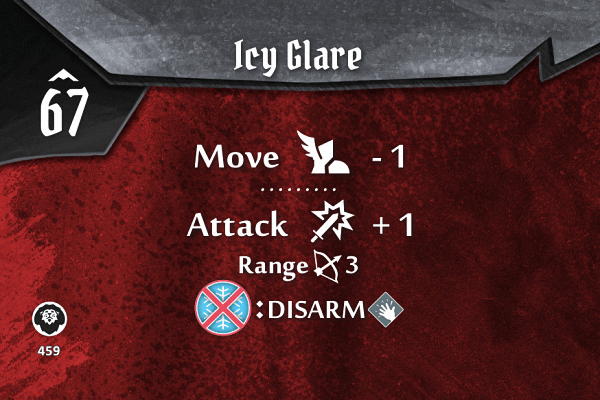 Icy Glare
67
Move - 1
Attack + 1
Range 3
: DISARM
459